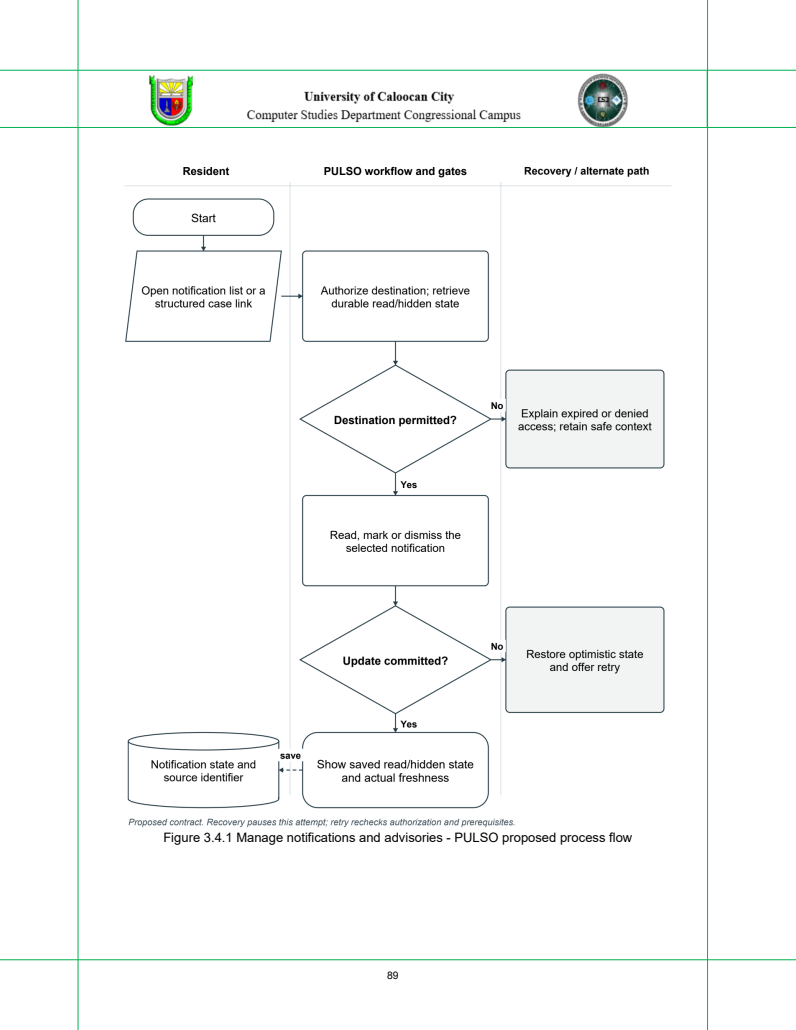 University of Caloocan City
Computer Studies Department Congressional Campus
Resident
PULSO workflow and gates
Recovery / alternate path
Start
Open notification list or a
structured case link
Authorize destination; retrieve
durable read/hidden state
Destination permitted?
No
Explain expired or denied
access; retain safe context
Yes
Read, mark or dismiss the
selected notification
Update committed?
No
Restore optimistic state
and offer retry
Yes
Notification state and
source identifier
save
Show saved read/hidden state
and actual freshness
Proposed contract. Recovery pauses this attempt; retry rechecks authorization and prerequisites.
Figure 3.4.1 Manage notifications and advisories - PULSO proposed process flow
89